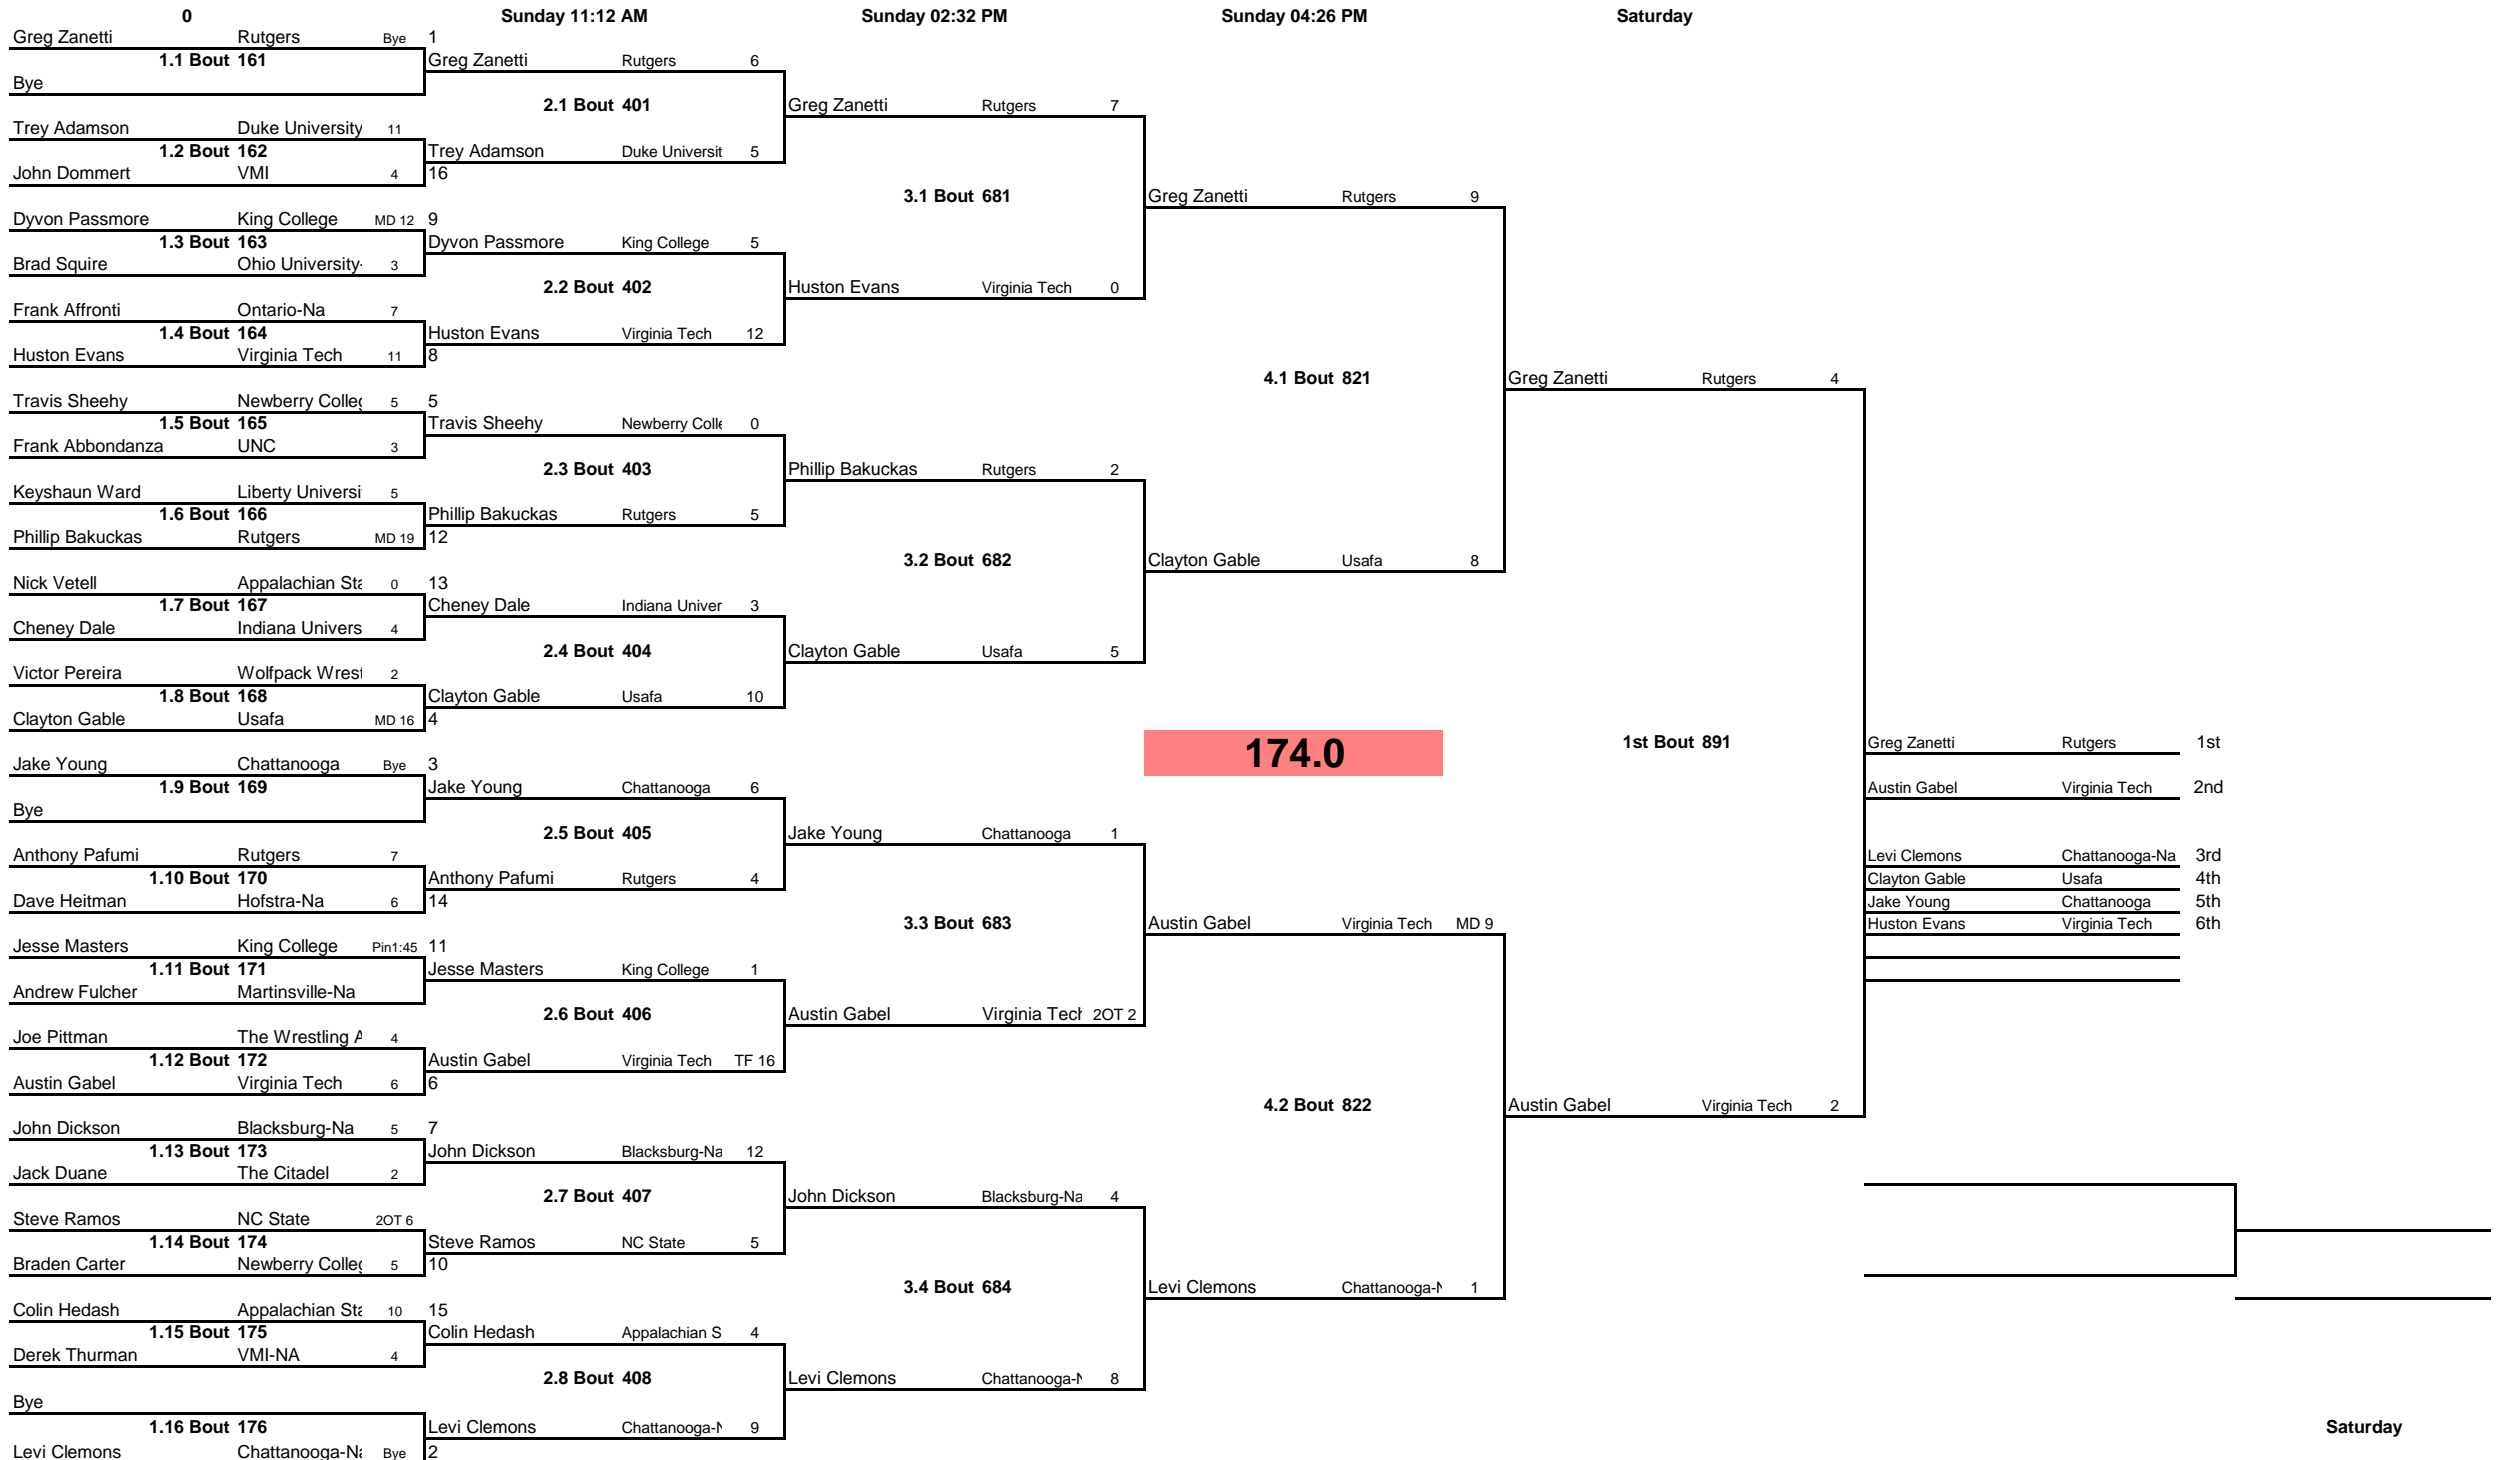 0 Sunday 11:12 AM Sunday 02:32 PM Sunday 04:26 PM Saturday
Greg Zanetti Rutgers Bye 1
1.1 Bout 161 Greg Zanetti Rutgers 6
Bye
2.1 Bout 401 Greg Zanetti Rutgers 7
Trey Adamson Duke University 11
1.2 Bout 162 Trey Adamson Duke Universit 5
John Dommert VMI 4 16
3.1 Bout 681 Greg Zanetti Rutgers 9
Dyvon Passmore King College MD 12 9
1.3 Bout 163 Dyvon Passmore King College 5
Brad Squire Ohio University- 3
2.2 Bout 402 Huston Evans Virginia Tech 0
Frank Affronti Ontario-Na 7
1.4 Bout 164 Huston Evans Virginia Tech 12
Huston Evans Virginia Tech 11 8
4.1 Bout 821 Greg Zanetti Rutgers 4
Travis Sheehy Newberry Colleg 5 5
1.5 Bout 165 Travis Sheehy Newberry Colle 0
Frank Abbondanza UNC 3
2.3 Bout 403 Phillip Bakuckas Rutgers 2
Keyshaun Ward Liberty Universi 5
1.6 Bout 166 Phillip Bakuckas Rutgers 5
Phillip Bakuckas Rutgers MD 19 12
3.2 Bout 682 Clayton Gable Usafa 8
Nick Vetell Appalachian Sta 0 13
1.7 Bout 167 Cheney Dale Indiana Univer 3
Cheney Dale Indiana Univers 4
2.4 Bout 404 Clayton Gable Usafa 5
Victor Pereira Wolfpack Wrest 2
1.8 Bout 168 Clayton Gable Usafa 10
Clayton Gable Usafa MD 16 4
174.0 1st Bout 891 Greg Zanetti Rutgers 1st
Jake Young Chattanooga Bye 3
1.9 Bout 169 Jake Young Chattanooga 6 Austin Gabel Virginia Tech 2nd
Bye
2.5 Bout 405 Jake Young Chattanooga 1
Anthony Pafumi Rutgers 7 Levi Clemons Chattanooga-Na 3rd
1.10 Bout 170 Anthony Pafumi Rutgers 4 Clayton Gable Usafa 4th
Dave Heitman Hofstra-Na 6 14 Jake Young Chattanooga 5th
3.3 Bout 683 Austin Gabel Virginia Tech MD 9 Huston Evans Virginia Tech 6th
Jesse Masters King College Pin1:45 11
1.11 Bout 171 Jesse Masters King College 1
Andrew Fulcher Martinsville-Na
2.6 Bout 406 Austin Gabel Virginia Tech 2OT 2
Joe Pittman The Wrestling A 4
1.12 Bout 172 Austin Gabel Virginia Tech TF 16
Austin Gabel Virginia Tech 6 6
4.2 Bout 822 Austin Gabel Virginia Tech 2
John Dickson Blacksburg-Na 5 7
1.13 Bout 173 John Dickson Blacksburg-Na 12
Jack Duane The Citadel 2
2.7 Bout 407 John Dickson Blacksburg-Na 4
Steve Ramos NC State 2OT 6
1.14 Bout 174 Steve Ramos NC State 5
Braden Carter Newberry Colleg 5 10
3.4 Bout 684 Levi Clemons Chattanooga-N 1
Colin Hedash Appalachian Sta 10 15
1.15 Bout 175 Colin Hedash Appalachian S 4
Derek Thurman VMI-NA 4
2.8 Bout 408 Levi Clemons Chattanooga-N 8
Bye
1.16 Bout 176 Levi Clemons Chattanooga-N 9 Saturday
Levi Clemons Chattanooga-Na Bye 2